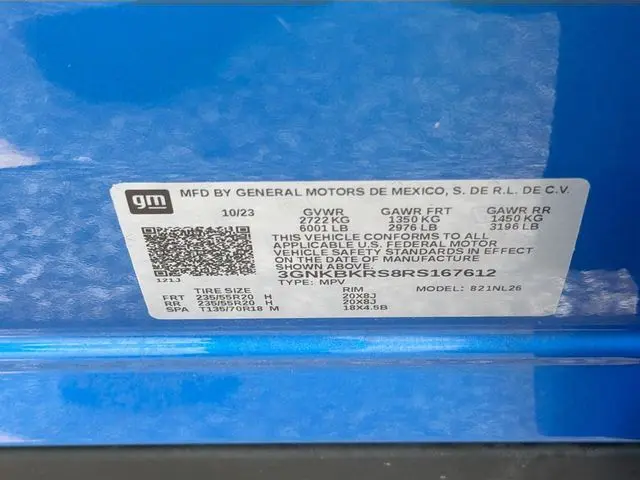 gm MFD BY GENERAL MOTORS DE MEXICO, S. DE R.L. DE C.V.
10/23 GVWR GAWR FRT GAWR RR
2722 KG 1350 KG 1450 KG
6001 LB 2976 LB 3196 LB
THIS VEHICLE CONFORMS TO ALL
APPLICABLE U.S. FEDERAL MOTOR
VEHICLE SAFETY STANDARDS IN EFFECT
ON THE DATE OF MANUFACTURE
SHOWN ABOVE.
3GNKBKRS8RS167612
121J TYPE: MPV MODEL: 821NL26
TIRE SIZE RIM
FRT 235/55R20 H 20X8J
RR 235/55R20 H 20X8J
SPA T135/70R18 M 18X4.5B